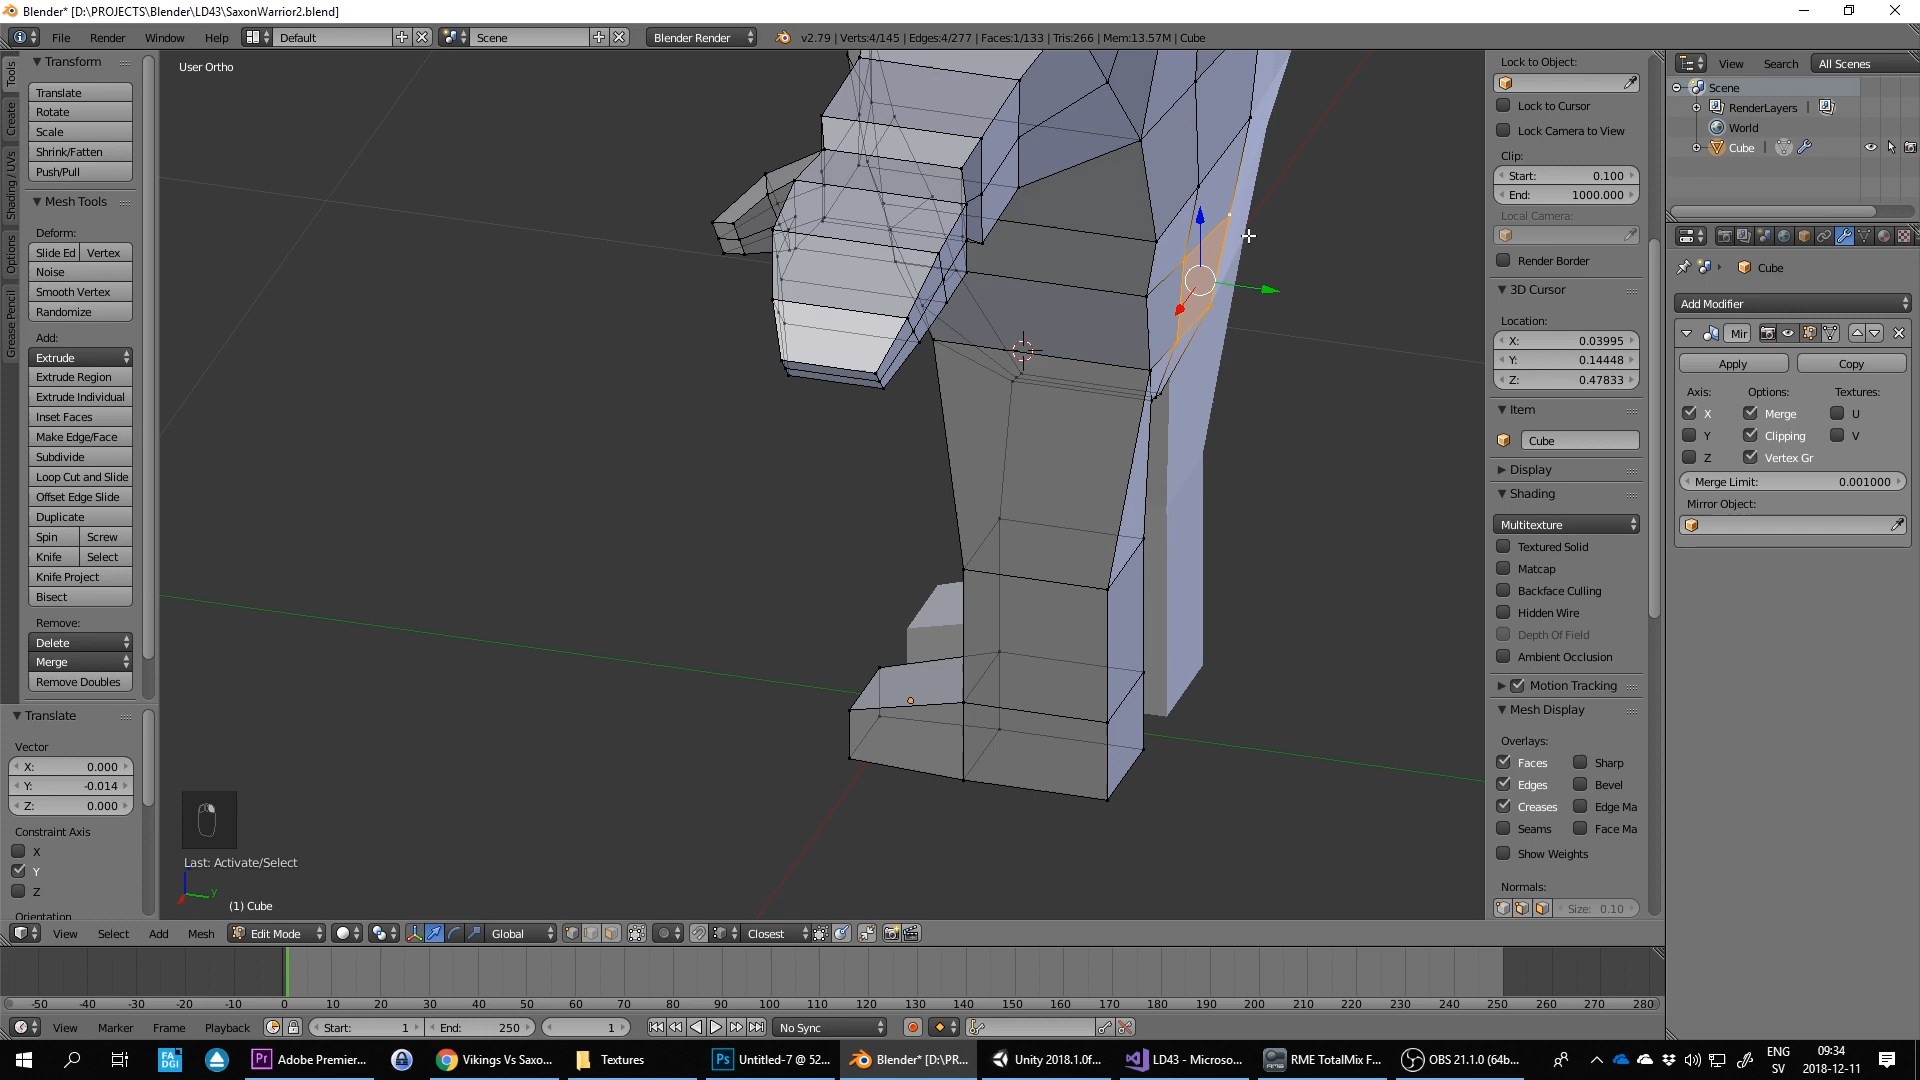 Blender* [D:\PROJECTS\Blender\LD43\SaxonWarrior2.blend]
File Render Window Help Default Scene Blender Render v2.79 | Verts:4/145 | Edges:4/277 | Faces:1/133 | Tris:266 | Mem:13.57M | Cube
Tools
Create
Shading / UVs
Options
Grease Pencil
Transform
Translate
Rotate
Scale
Shrink/Fatten
Push/Pull
Mesh Tools
Deform:
Slide Ed Vertex
Noise
Smooth Vertex
Randomize
Add:
Extrude
Extrude Region
Extrude Individual
Inset Faces
Make Edge/Face
Subdivide
Loop Cut and Slide
Offset Edge Slide
Duplicate
Spin Screw
Knife Select
Knife Project
Bisect
Remove:
Delete
Merge
Remove Doubles
Translate
Vector
X: 0.000
Y: -0.014
Z: 0.000
Constraint Axis
X
Y
Z
Orientation
User Ortho
Last: Activate/Select
y
(1) Cube
Lock to Object:
Lock to Cursor
Lock Camera to View
Clip:
Start: 0.100
End: 1000.000
Local Camera:
Render Border
3D Cursor
Location:
X: 0.03995
Y: 0.14448
Z: 0.47833
Item
Cube
Display
Shading
Multitexture
Textured Solid
Matcap
Backface Culling
Hidden Wire
Depth Of Field
Ambient Occlusion
Motion Tracking
Mesh Display
Overlays:
Faces Sharp
Edges Bevel
Creases Edge Ma
Seams Face Ma
Show Weights
Normals:
Size: 0.10
View Search All Scenes
Scene
RenderLayers
World
Cube
Cube
Add Modifier
Mir
Apply Copy
Axis: Options: Textures:
X Merge U
Y Clipping V
Z Vertex Gr
Merge Limit: 0.001000
Mirror Object:
View Select Add Mesh Edit Mode Global Closest
-50 -40 -30 -20 -10 0 10 20 30 40 50 60 70 80 90 100 110 120 130 140 150 160 170 180 190 200 210 220 230 240 250 260 270 280
View Marker Frame Playback Start: 1 End: 250 1 No Sync
FA
DGI
Pr Adobe Premier... Vikings Vs Saxo... Textures Ps Untitled-7 @ 52... Blender* [D:\PR... Unity 2018.1.0f... LD43 - Microso... RME TotalMix F... OBS 21.1.0 (64b...
ENG
SV
09:34
2018-12-11